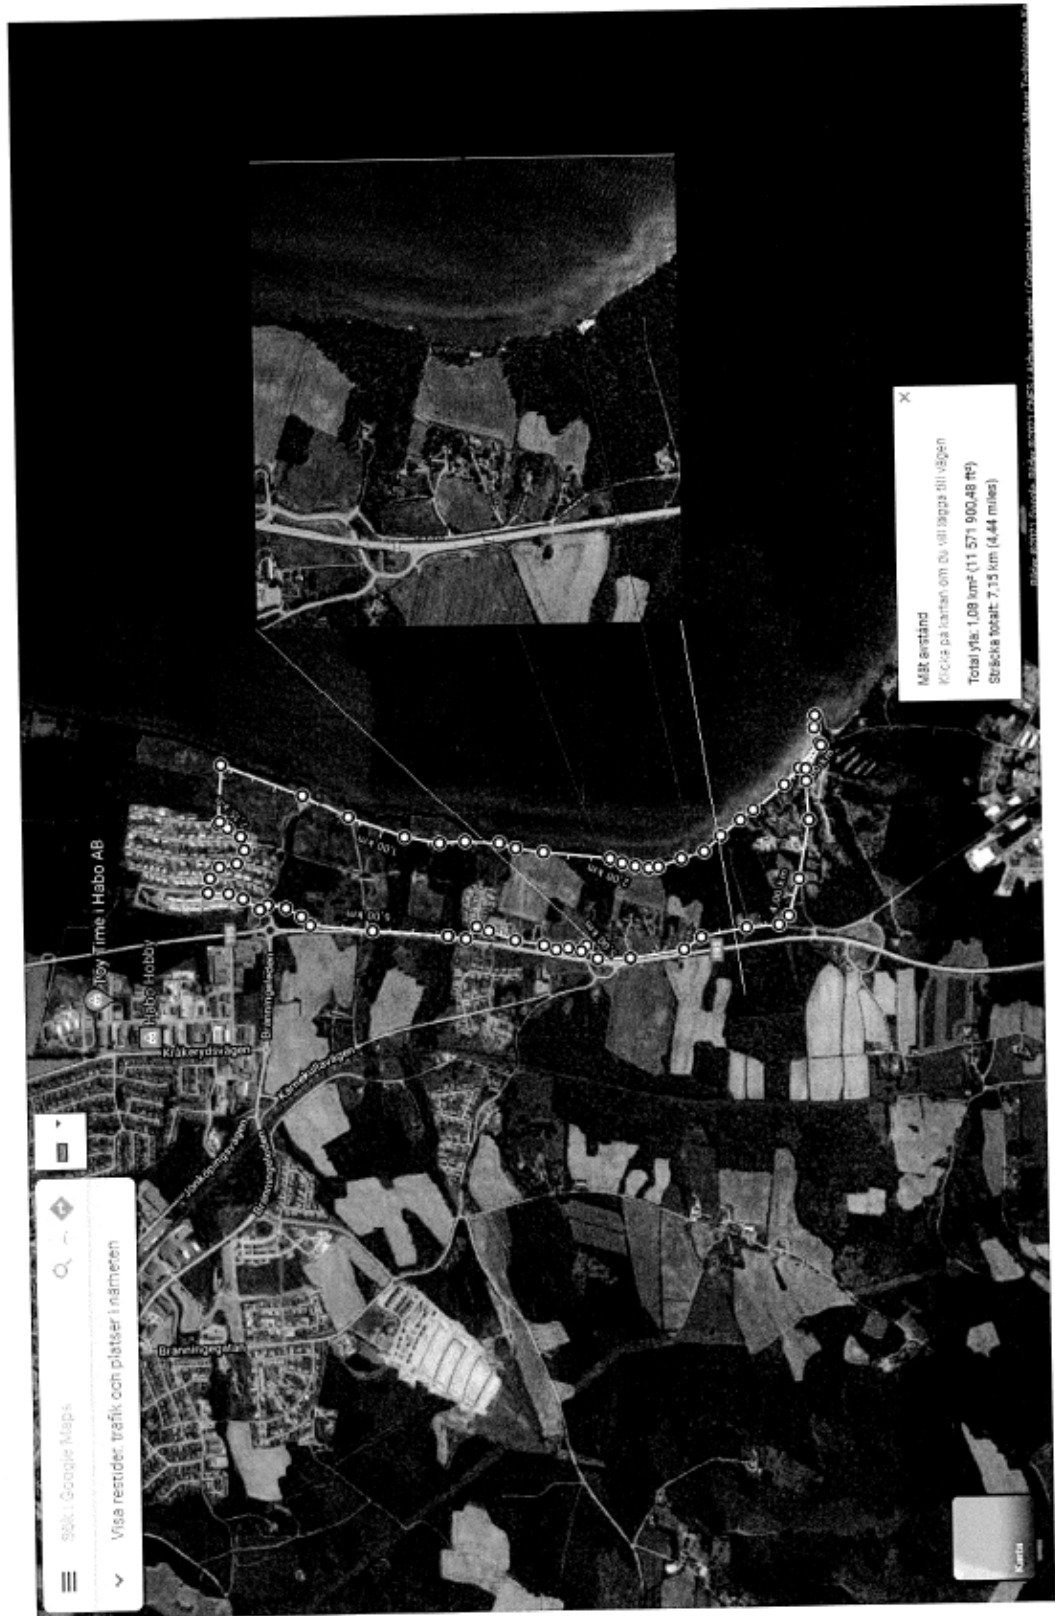 Sök i Google Maps
Visa restider, trafik och platser i närheten
Toy Time i Habo AB
Habo Hobby
Kråkerydsvägen
Bränningeleden
Kärnekullavägen
Jönköpingsvägen
Bränningeleden
Bränningegatan
1,00 km
2,00 km
5,00 km
Mät avstånd
Klicka på kartan om du vill lägga till vägen
Total yta: 1,08 km² (11 571 900,48 ft²)
Sträcka totalt: 7,15 km (4,44 miles)
Karta